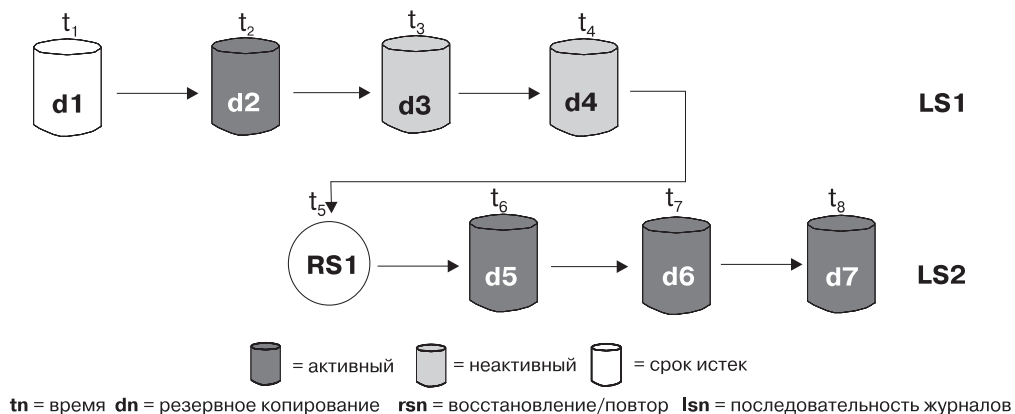 t₁ t₂ t₃ t₄
d1 d2 d3 d4 LS1
t₅ t₆ t₇ t₈
RS1 d5 d6 d7 LS2
= активный = неактивный = срок истек
tn = время dn = резервное копирование rsn = восстановление/повтор lsn = последовательность журналов